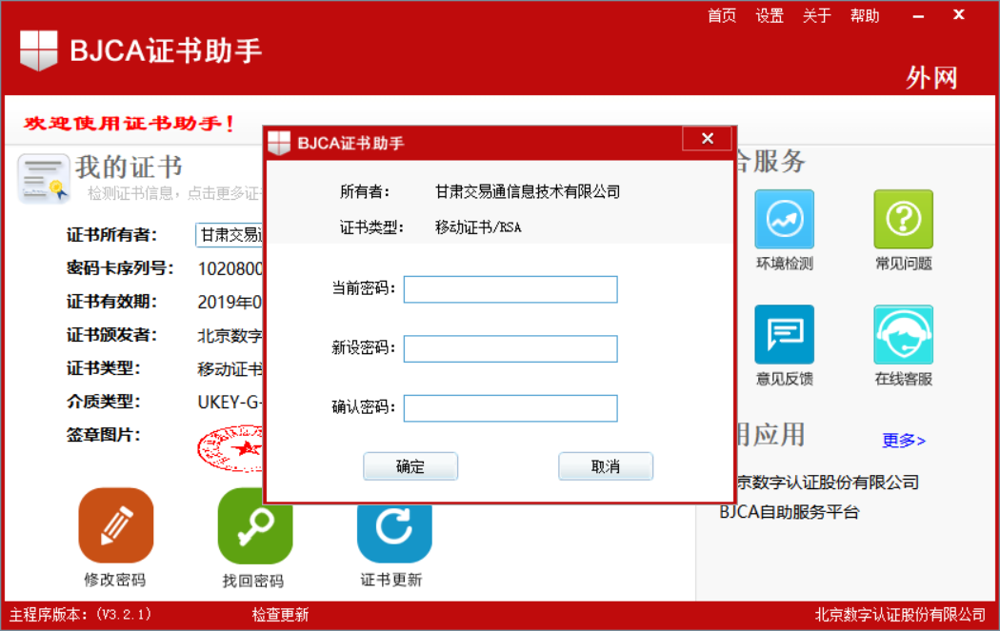 首页 设置 关于 帮助
BJCA证书助手
外网
欢迎使用证书助手!
我的证书
检测证书信息，点击更多证
证书所有者： 甘肃交易
密码卡序列号： 1020800
证书有效期： 2019年0
证书颁发者： 北京数字
证书类型： 移动证书
介质类型： UKEY-G-
签章图片：
修改密码
找回密码
证书更新
BJCA证书助手
所有者： 甘肃交易通信息技术有限公司
证书类型： 移动证书/RSA
当前密码：
新设密码：
确认密码：
确定
取消
合服务
环境检测
常见问题
意见反馈
在线客服
用应用
更多>
京数字认证股份有限公司
BJCA自助服务平台
主程序版本：(V3.2.1)
检查更新
北京数字认证股份有限公司